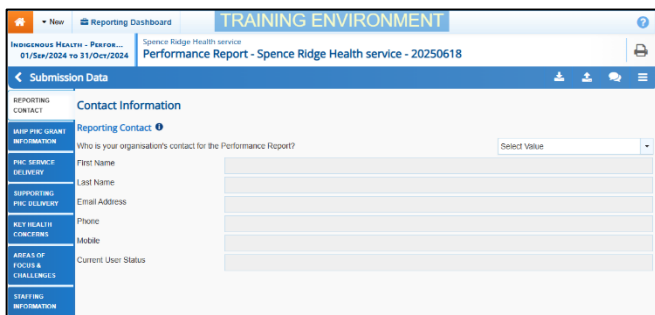 New
Reporting Dashboard
TRAINING ENVIRONMENT
?
INDIGENOUS HEALTH - PERFOR...
01/SEP/2024 TO 31/OCT/2024
Spence Ridge Health service
Performance Report - Spence Ridge Health service - 20250618
Submission Data
REPORTING
CONTACT
IAHP PHC GRANT
INFORMATION
PHC SERVICE
DELIVERY
SUPPORTING
PHC DELIVERY
KEY HEALTH
CONCERNS
AREAS OF
FOCUS &
CHALLENGES
STAFFING
INFORMATION
Contact Information
Reporting Contact
Who is your organisation's contact for the Performance Report?
Select Value
First Name
Last Name
Email Address
Phone
Mobile
Current User Status